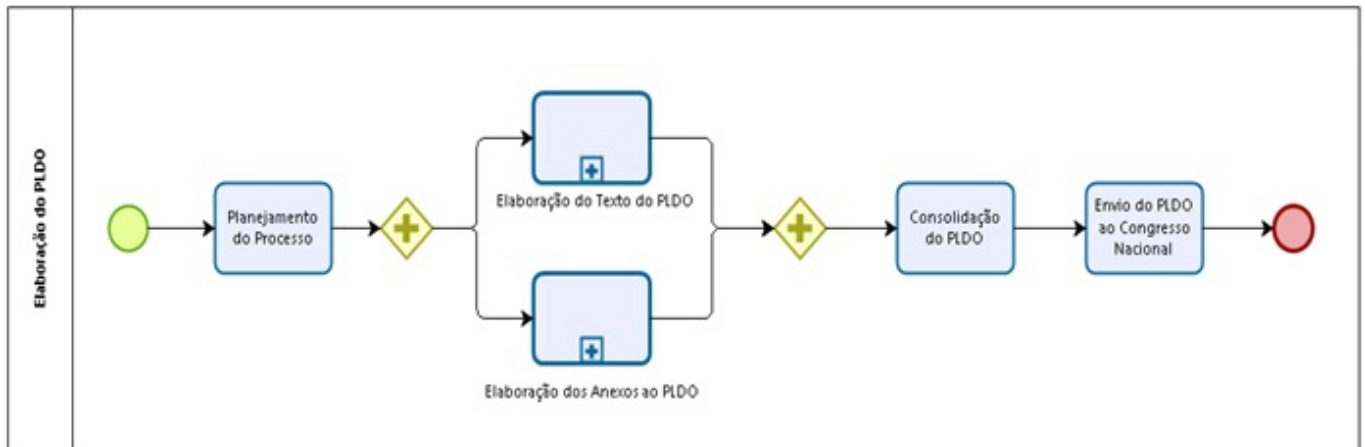 Elaboração do PLDO
Planejamento
do Processo
Elaboração do Texto do PLDO
Elaboração dos Anexos ao PLDO
Consolidação
do PLDO
Envio do PLDO
ao Congresso
Nacional